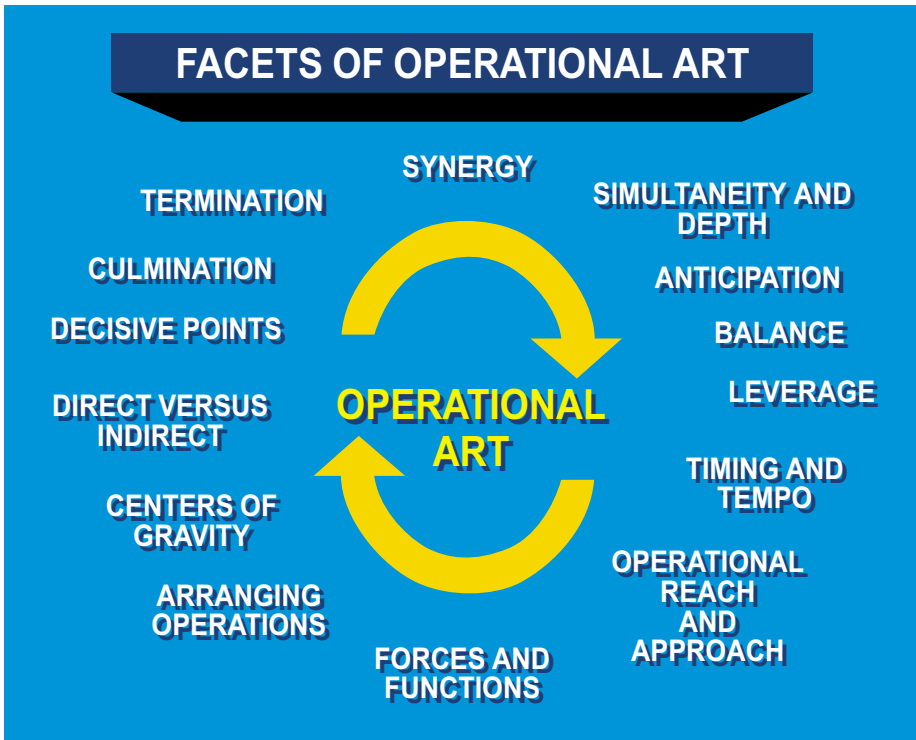 FACETS OF OPERATIONAL ART
SYNERGY
SIMULTANEITY AND
DEPTH
ANTICIPATION
BALANCE
LEVERAGE
TIMING AND
TEMPO
OPERATIONAL
REACH
AND
APPROACH
FORCES AND
FUNCTIONS
ARRANGING
OPERATIONS
CENTERS OF
GRAVITY
DIRECT VERSUS
INDIRECT
DECISIVE POINTS
CULMINATION
TERMINATION
OPERATIONAL
ART